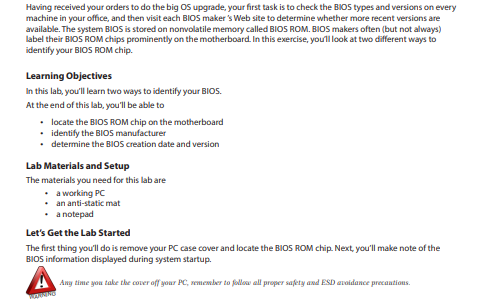 Having received your orders to do the big OS upgrade, your first task is to check the BIOS types and versions on every
machine in your office, and then visit each BIOS maker 's Web site to determine whether more recent versions are
available. The system BIOS is stored on nonvolatile memory called BIOS ROM. BIOS makers often (but not always)
label their BIOS ROM chips prominently on the motherboard. In this exercise, you'll look at two different ways to
identify your BIOS ROM chip.
Learning Objectives
In this lab, you'll learn two ways to identify your BIOS.
At the end of this lab, you'll be able to
• locate the BIOS ROM chip on the motherboard
• identify the BIOS manufacturer
• determine the BIOS creation date and version
Lab Materials and Setup
The materials you need for this lab are
• a working PC
• an anti-static mat
• a notepad
Let's Get the Lab Started
The first thing you'll do is remove your PC case cover and locate the BIOS ROM chip. Next, you'll make note of the
BIOS information displayed during system startup.
Any time you take the cover off your PC, remember to follow all proper safety and ESD avoidance precautions.
WARNING